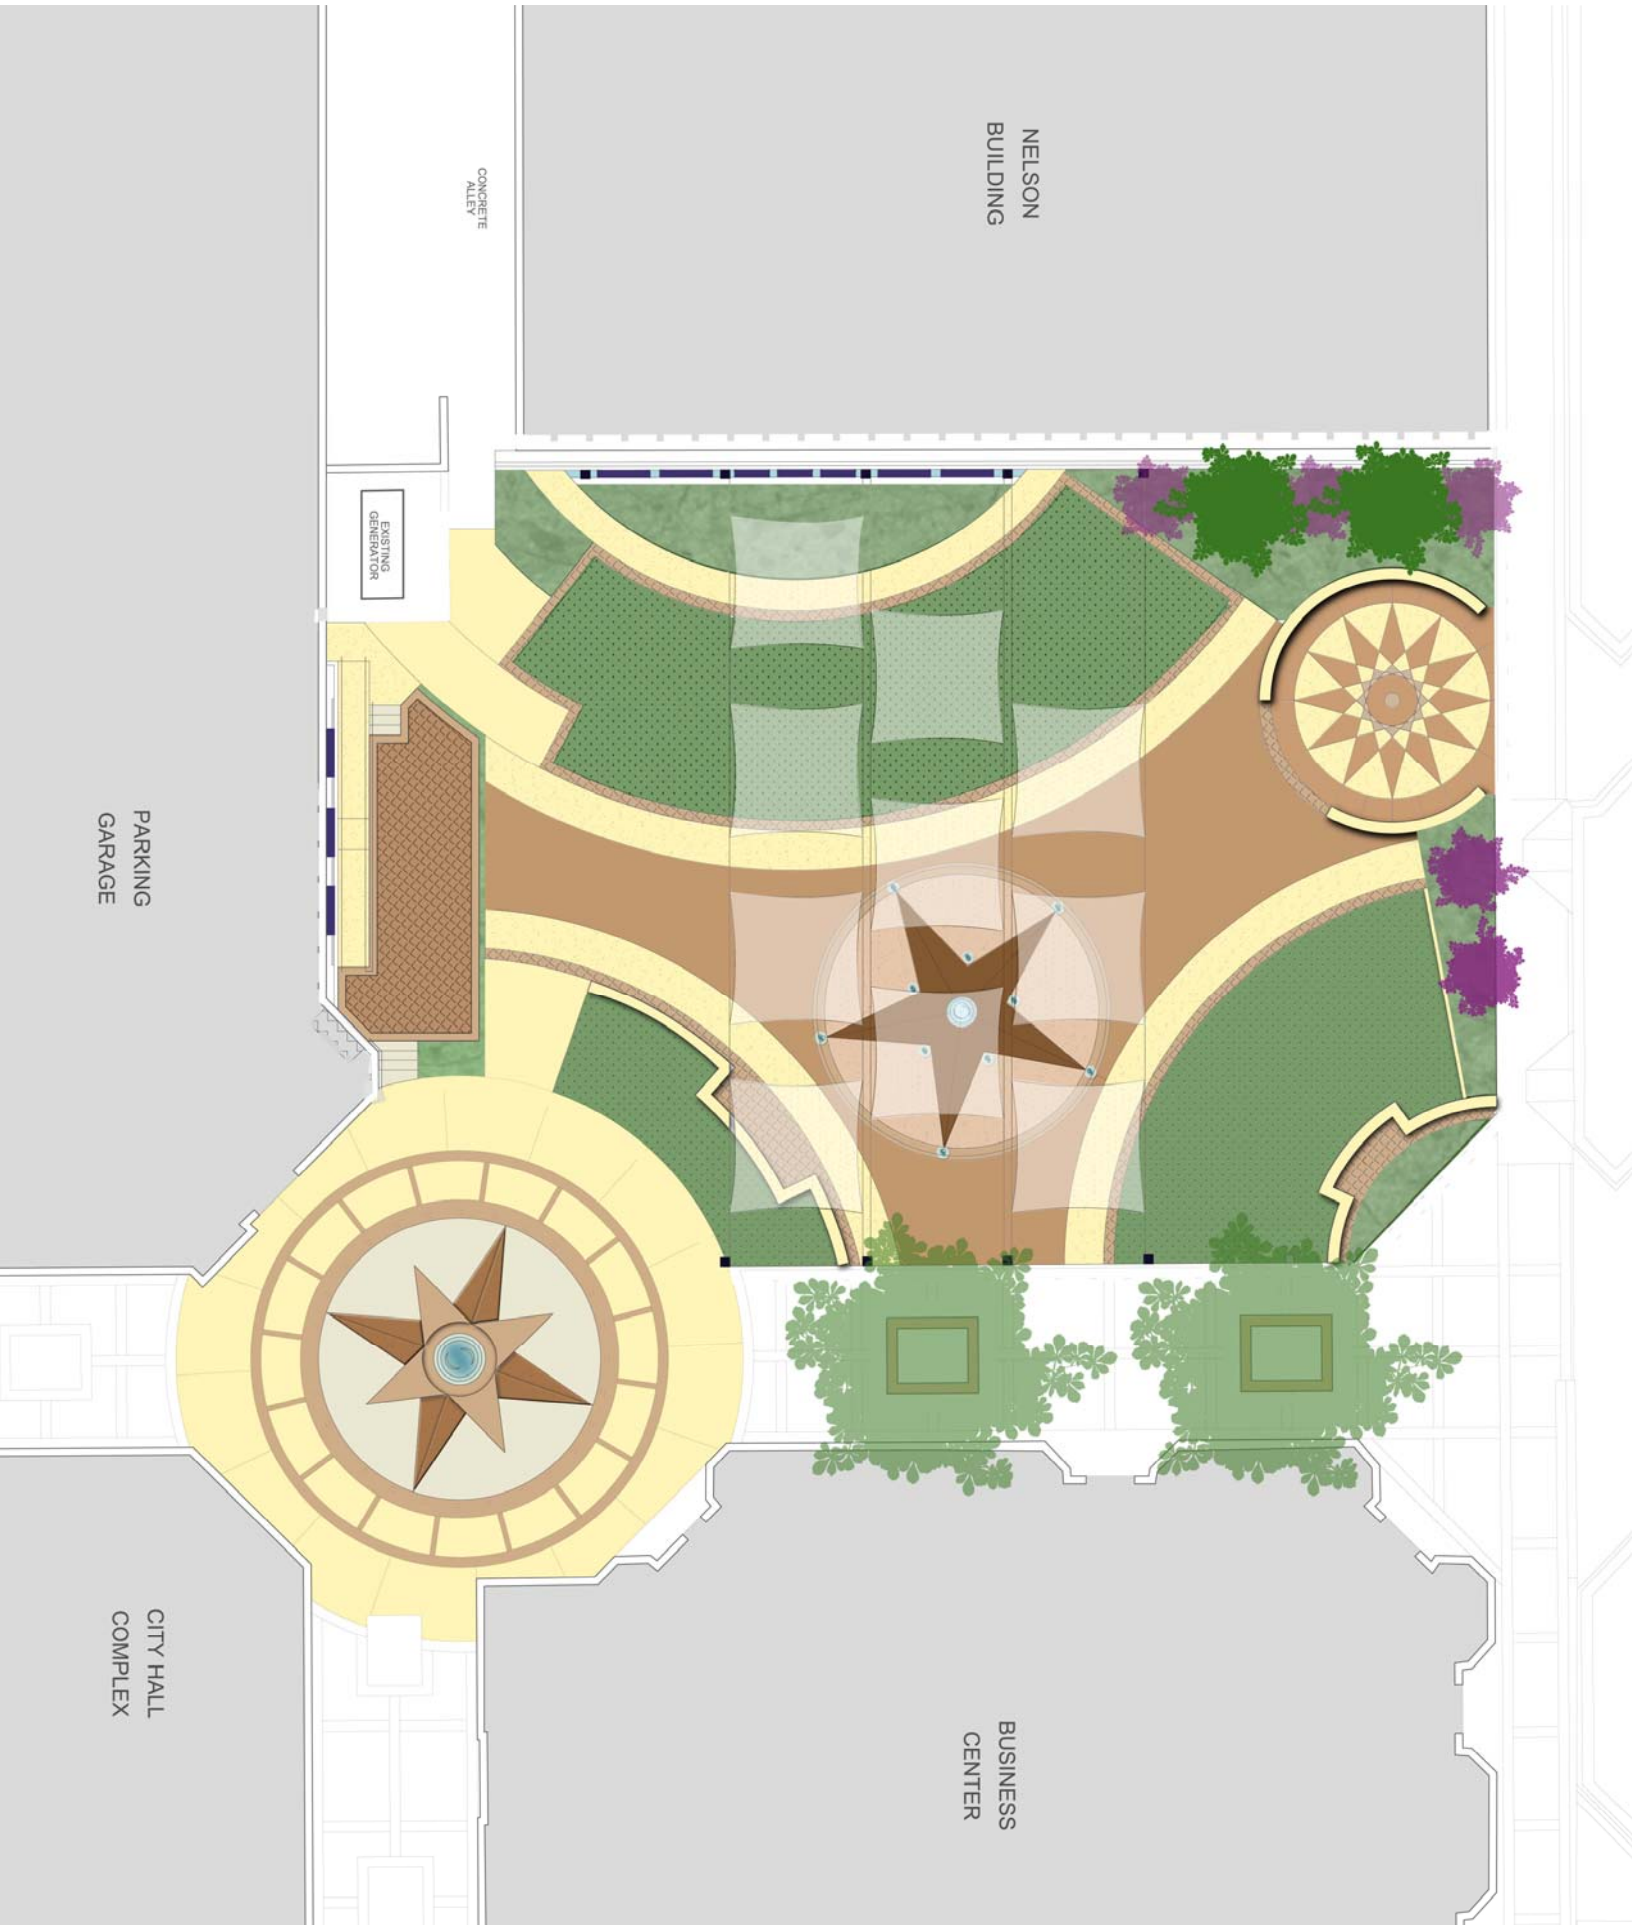 NELSON
BUILDING
CONCRETE
ALLEY
EXISTING
GENERATOR
PARKING
GARAGE
CITY HALL
COMPLEX
BUSINESS
CENTER